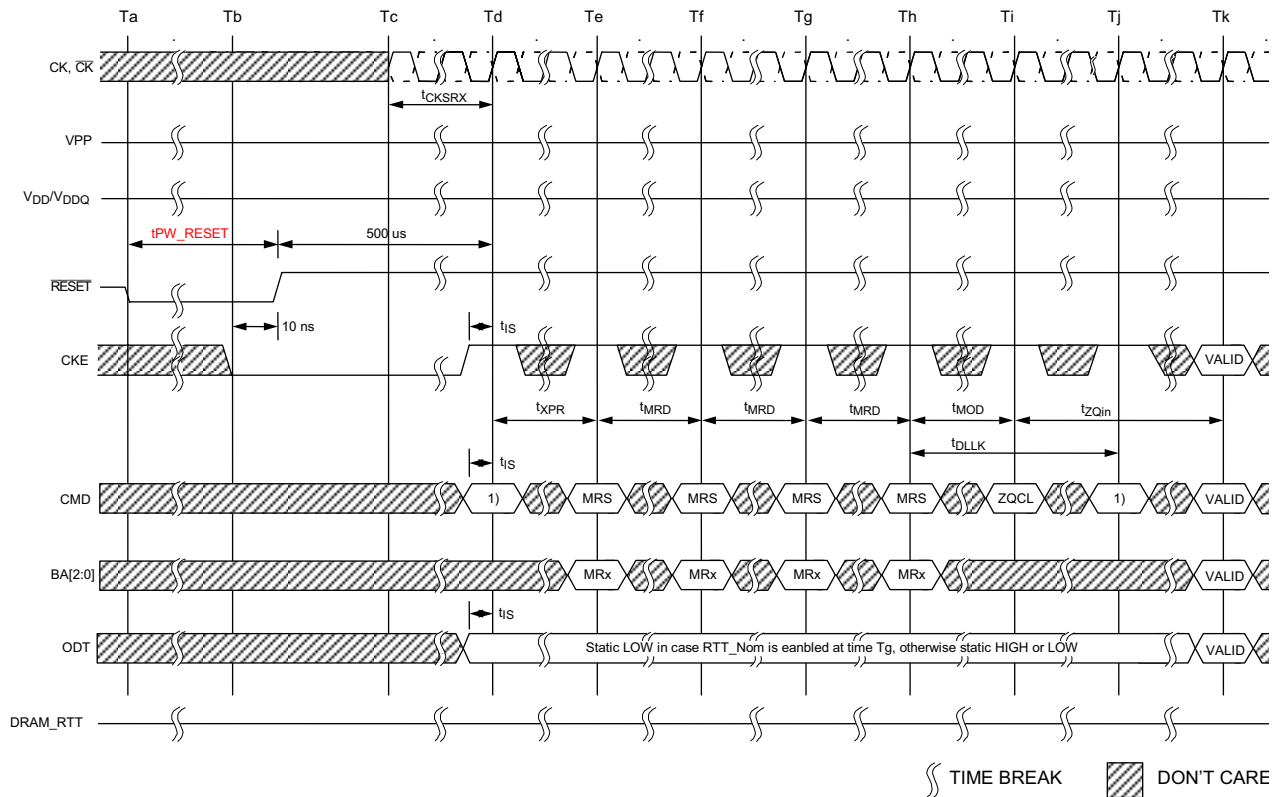 Ta Tb Tc Td Te Tf Tg Th Ti Tj Tk
CK, CK
tCKSRX
VPP
VDD/VDDQ
tPW_RESET 500 us
RESET
10 ns tIS
CKE VALID
tXPR tMRD tMRD tMRD tMOD tZQin
tDLLK
tIS
CMD 1) MRS MRS MRS MRS ZQCL 1) VALID
BA[2:0] MRx MRx MRx MRx VALID
tIS
ODT Static LOW in case RTT_Nom is eanbled at time Tg, otherwise static HIGH or LOW VALID
DRAM_RTT
TIME BREAK DON'T CARE